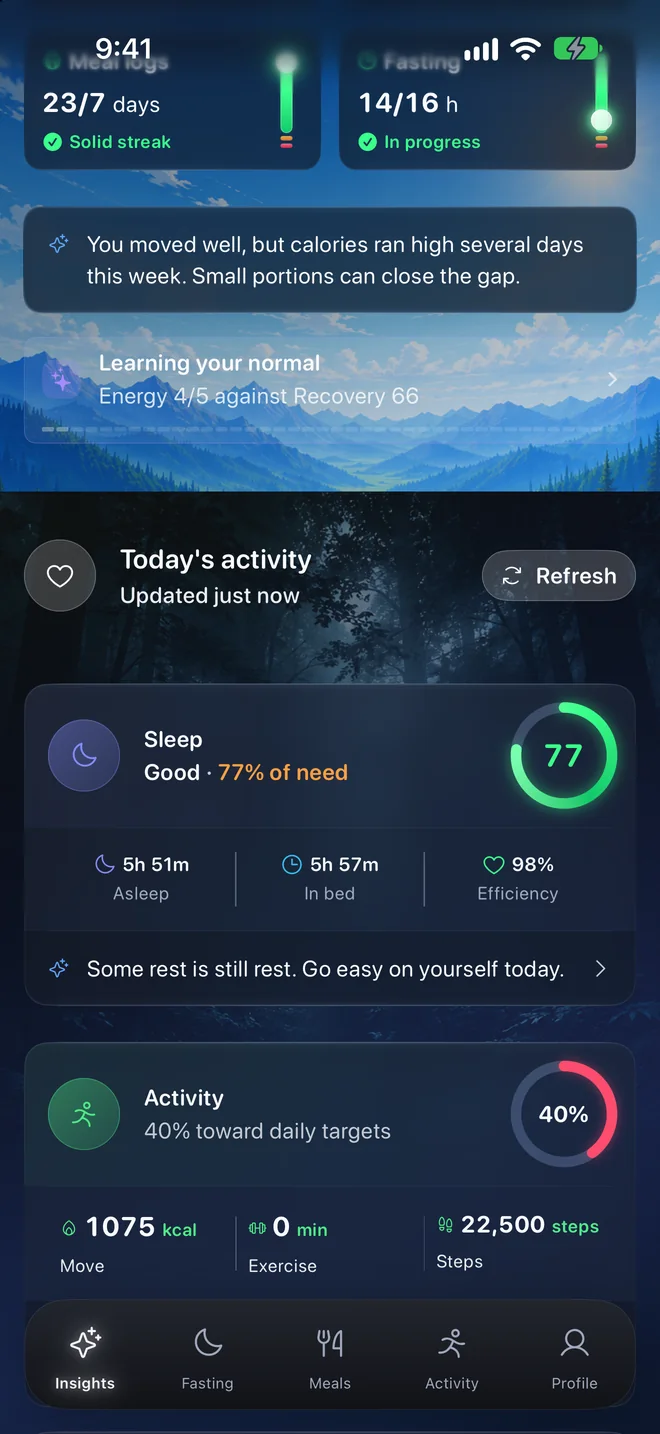 9:41
Meal logs
Fasting
23/7 days
14/16 h
Solid streak
In progress
You moved well, but calories ran high several days
this week. Small portions can close the gap.
Learning your normal
Energy 4/5 against Recovery 66
Today's activity
Updated just now
Refresh
Sleep
Good · 77% of need
77
5h 51m
Asleep
5h 57m
In bed
98%
Efficiency
Some rest is still rest. Go easy on yourself today.
Activity
40% toward daily targets
40%
1075 kcal
Move
0 min
Exercise
22,500 steps
Steps
Insights
Fasting
Meals
Activity
Profile